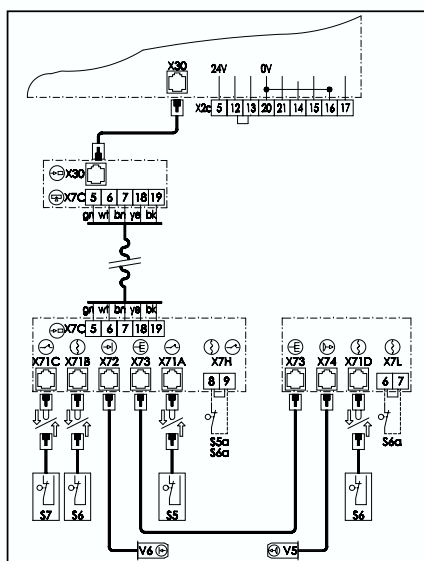 X30
24V 0V
X2c 5 12 13 20 21 14 15 16 17
X30
X7C 5 6 7 18 19
gn wt bn ye bk
gn wt bn ye bk
X7C 5 6 7 18 19
X71C X71B X72 X73 X71A X7H
8 9
X73 X74 X71D X7L
6 7
S5a
S6a
S6a
S7 S6 S5 S6
V6 V5